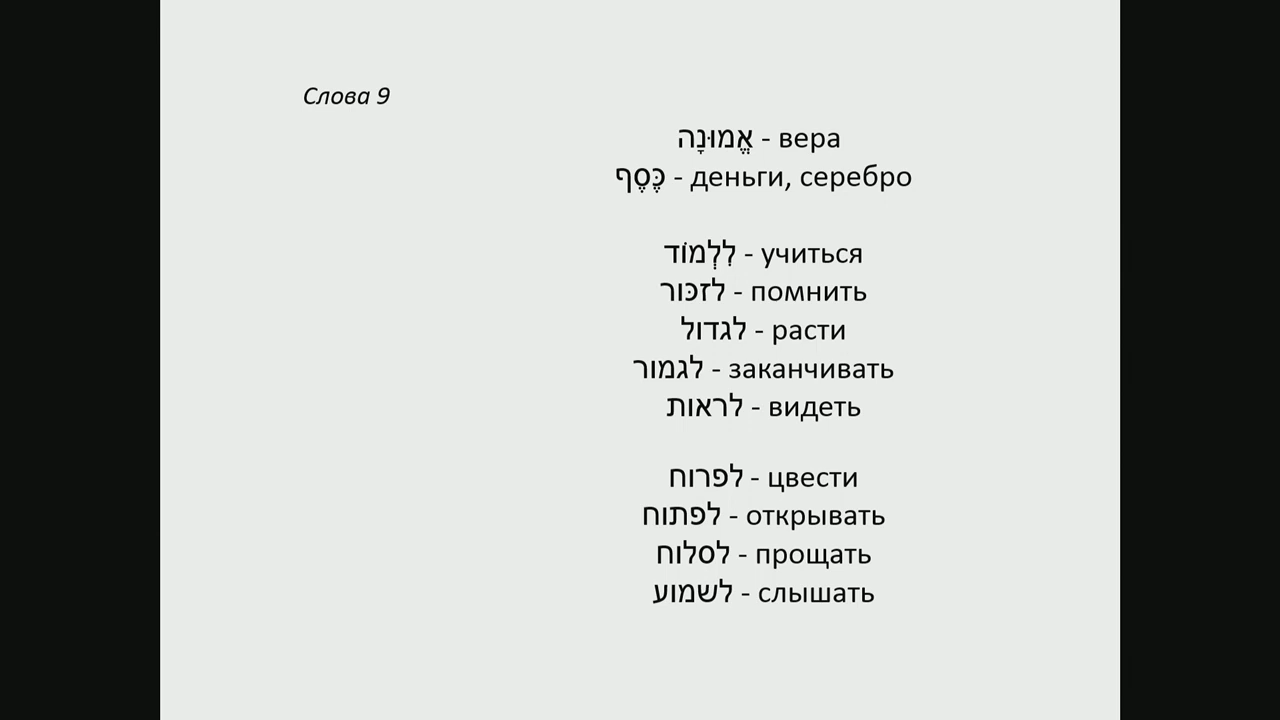 Слова 9
אֱמוּנָה - вера
כֶּסֶף - деньги, серебро
לִלְמוֹד - учиться
לזכּור - помнить
לגדול - расти
לגמור - заканчивать
לראות - видеть
לפרוח - цвести
לפתוח - открывать
לסלוח - прощать
לשמוע - слышать